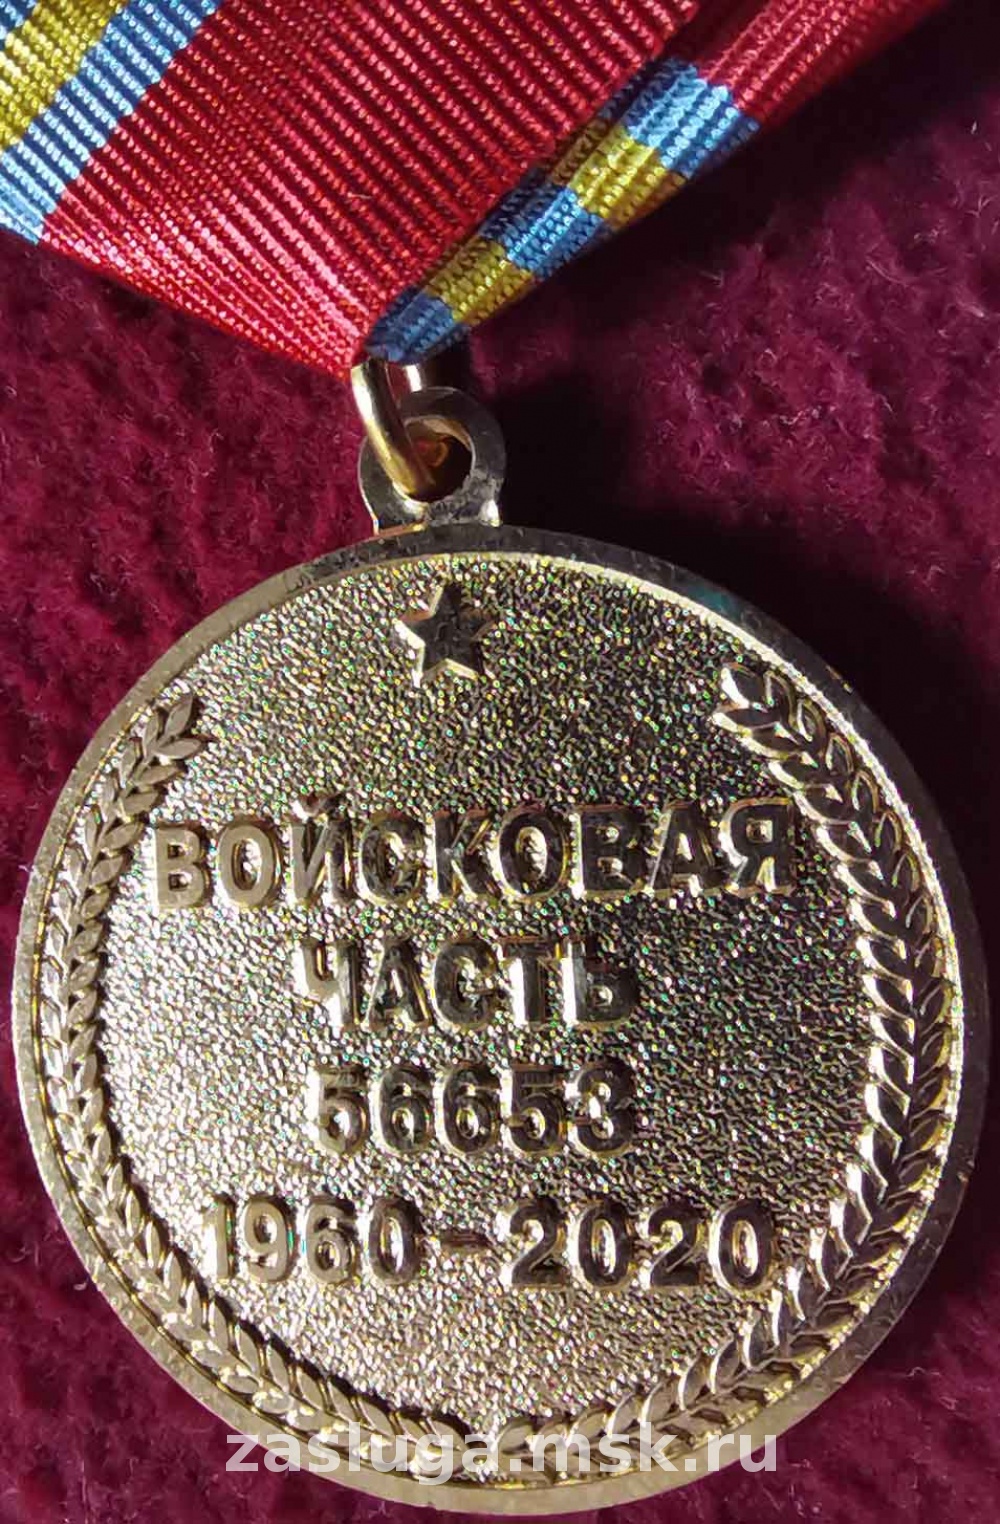 ВОЙСКОВАЯ
ЧАСТЬ
56653
1960-2020
zasluga.msk.ru